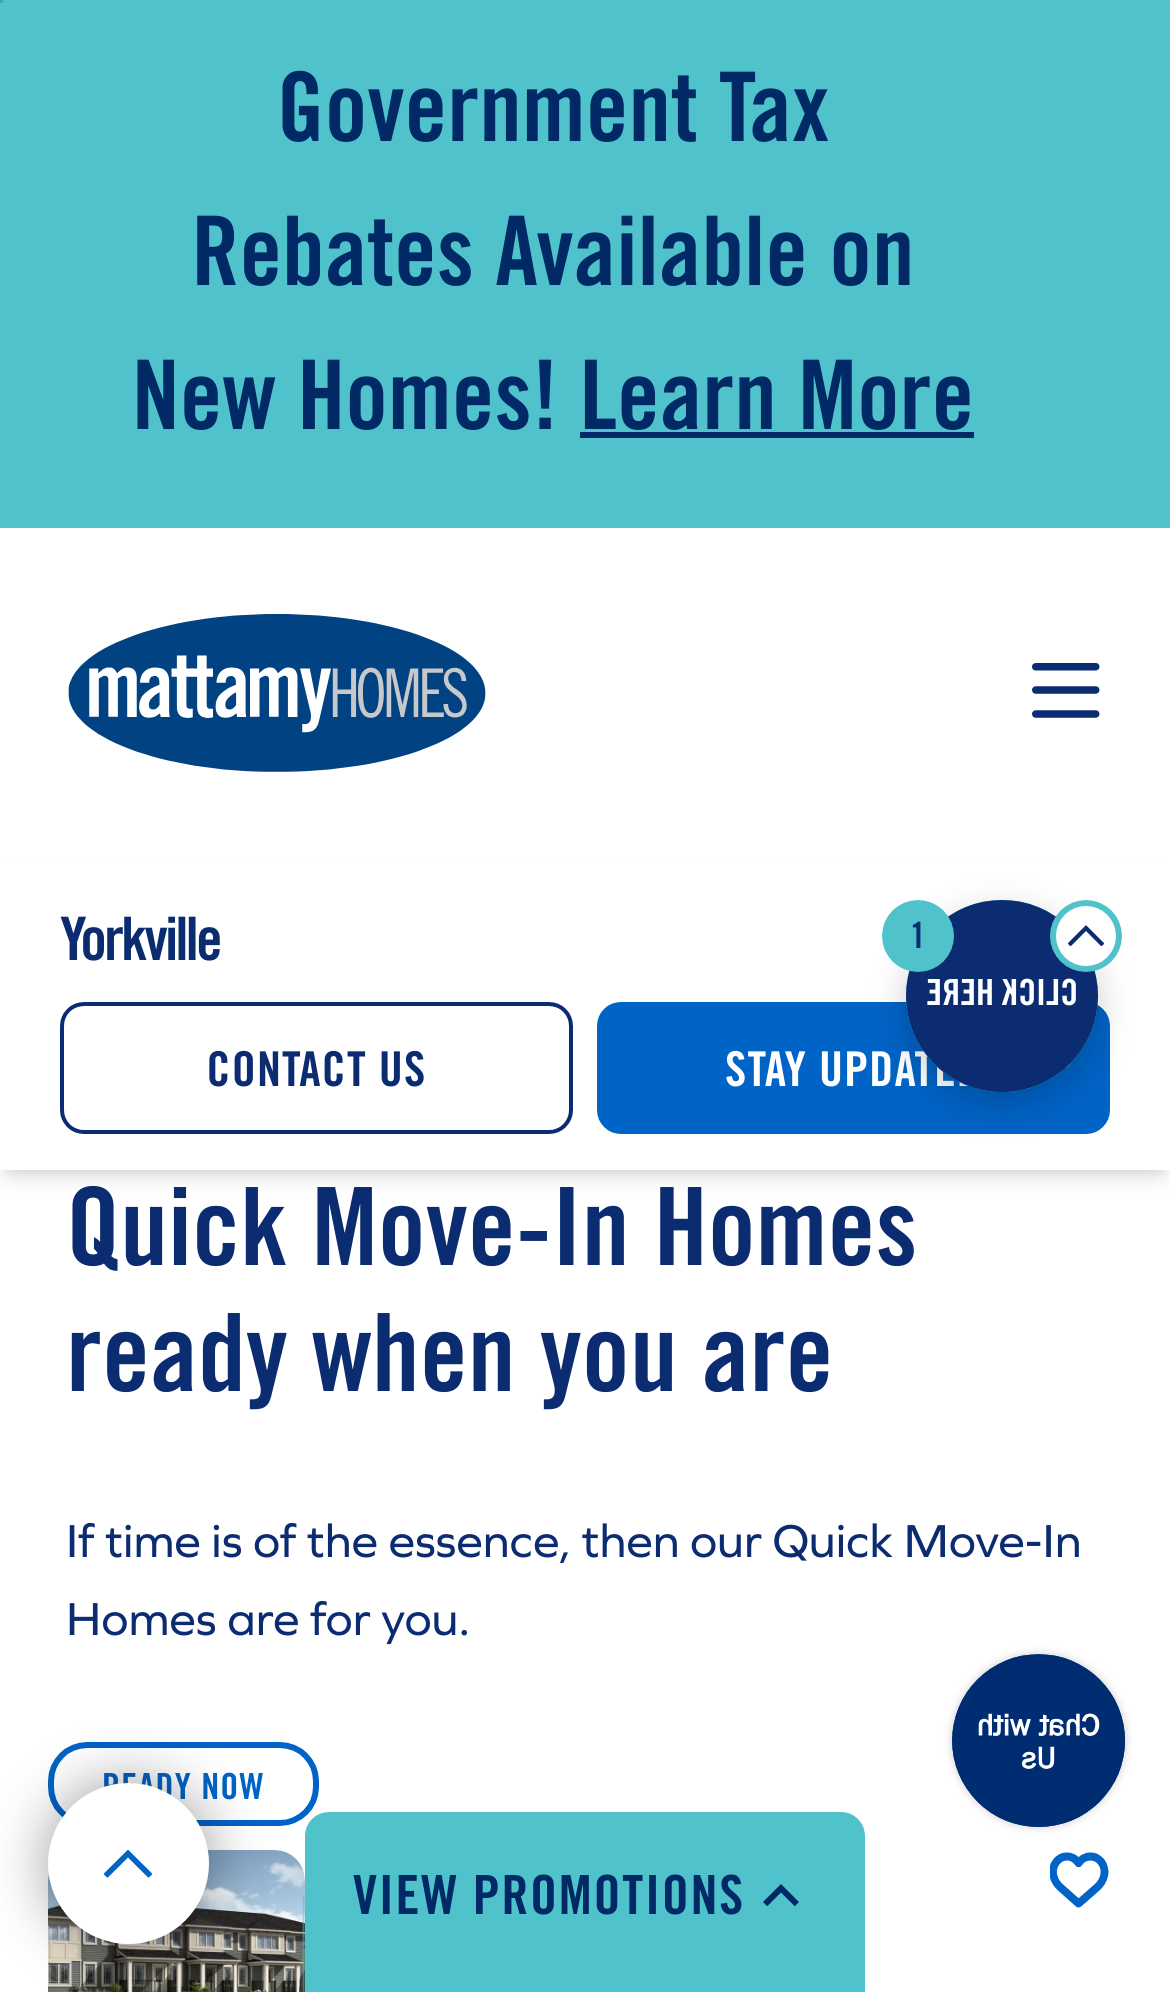 Government Tax
Rebates Available on
New Homes! Learn More
mattamyHOMES
Yorkville
1
CLICK HERE
CONTACT US
STAY UPDATED
Quick Move-In Homes
ready when you are
If time is of the essence, then our Quick Move-In
Homes are for you.
Chat with
Us
READY NOW
VIEW PROMOTIONS